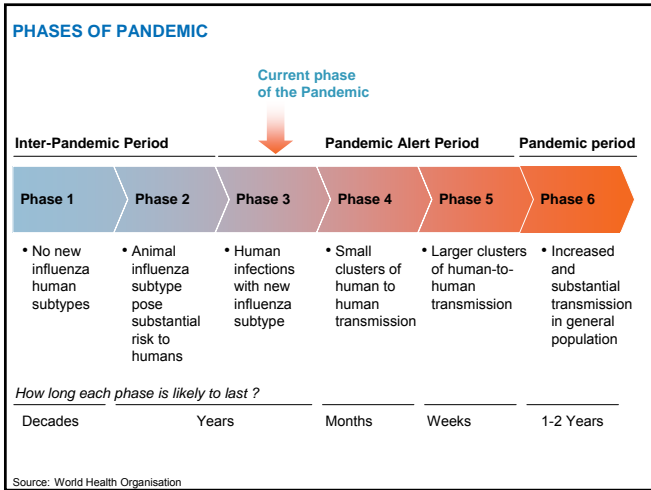 PHASES OF PANDEMIC
Current phase
of the Pandemic
Inter-Pandemic Period
Pandemic Alert Period
Pandemic period
Phase 1
Phase 2
Phase 3
Phase 4
Phase 5
Phase 6
• No new
influenza
human
subtypes
• Animal
influenza
subtype
pose
substantial
risk to
humans
• Human
infections
with new
influenza
subtype
• Small
clusters of
human to
human
transmission
• Larger clusters
of human-to-
human
transmission
• Increased
and
substantial
transmission
in general
population
How long each phase is likely to last ?
Decades
Years
Months
Weeks
1-2 Years
Source: World Health Organisation